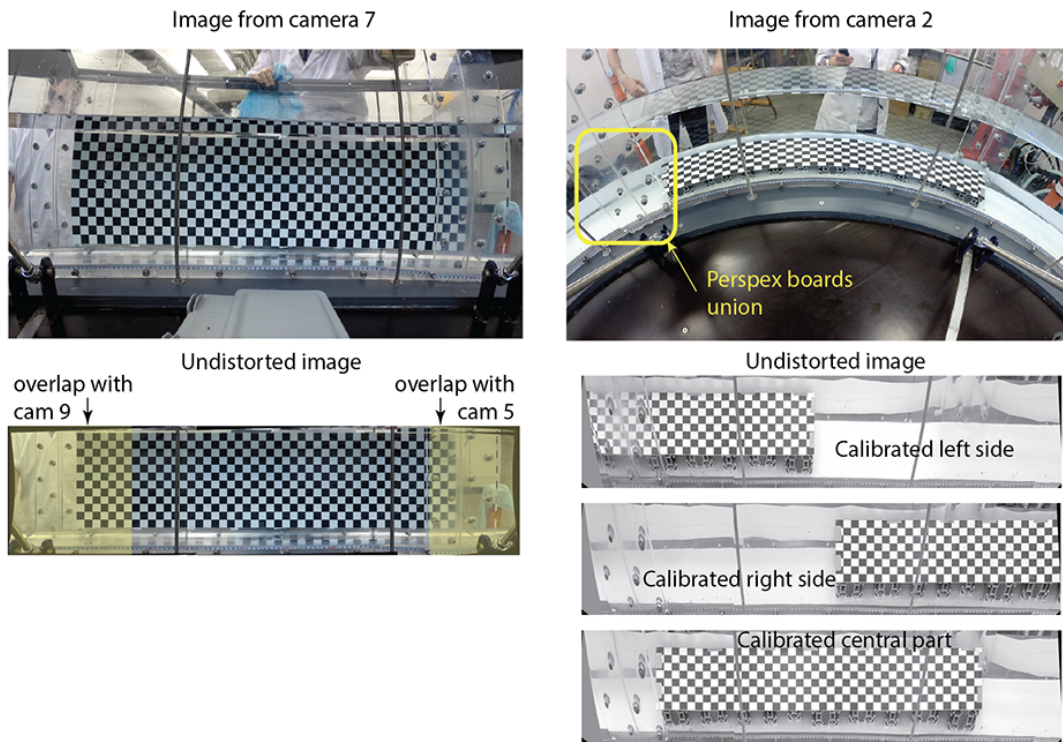 Image from camera 7
Image from camera 2
Perspex boards
union
Undistorted image
overlap with
cam 9
overlap with
cam 5
Undistorted image
Calibrated left side
Calibrated right side
Calibrated central part